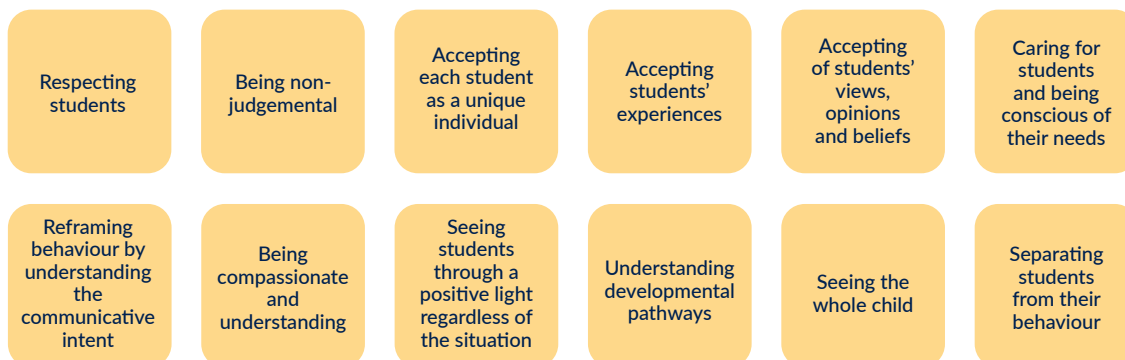 Respecting
students
Being non-
judgemental
Accepting
each student
as a unique
individual
Accepting
students’
experiences
Accepting
of students’
views,
opinions
and beliefs
Caring for
students
and being
conscious of
their needs
Reframing
behaviour by
understanding
the
communicative
intent
Being
compassionate
and
understanding
Seeing
students
through a
positive light
regardless of
the situation
Understanding
developmental
pathways
Seeing the
whole child
Separating
students
from their
behaviour